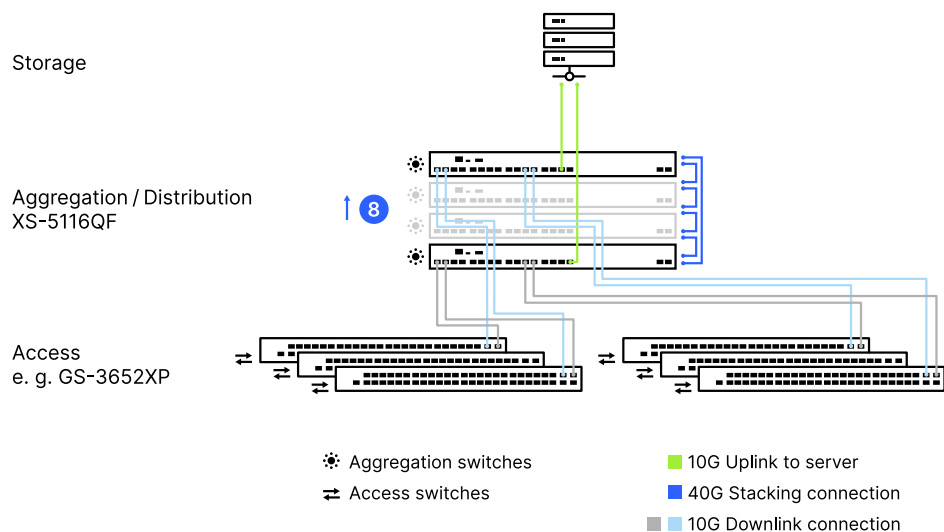 Storage
Aggregation / Distribution
XS-5116QF
8
Access
e. g. GS-3652XP
Aggregation switches
Access switches
10G Uplink to server
40G Stacking connection
10G Downlink connection